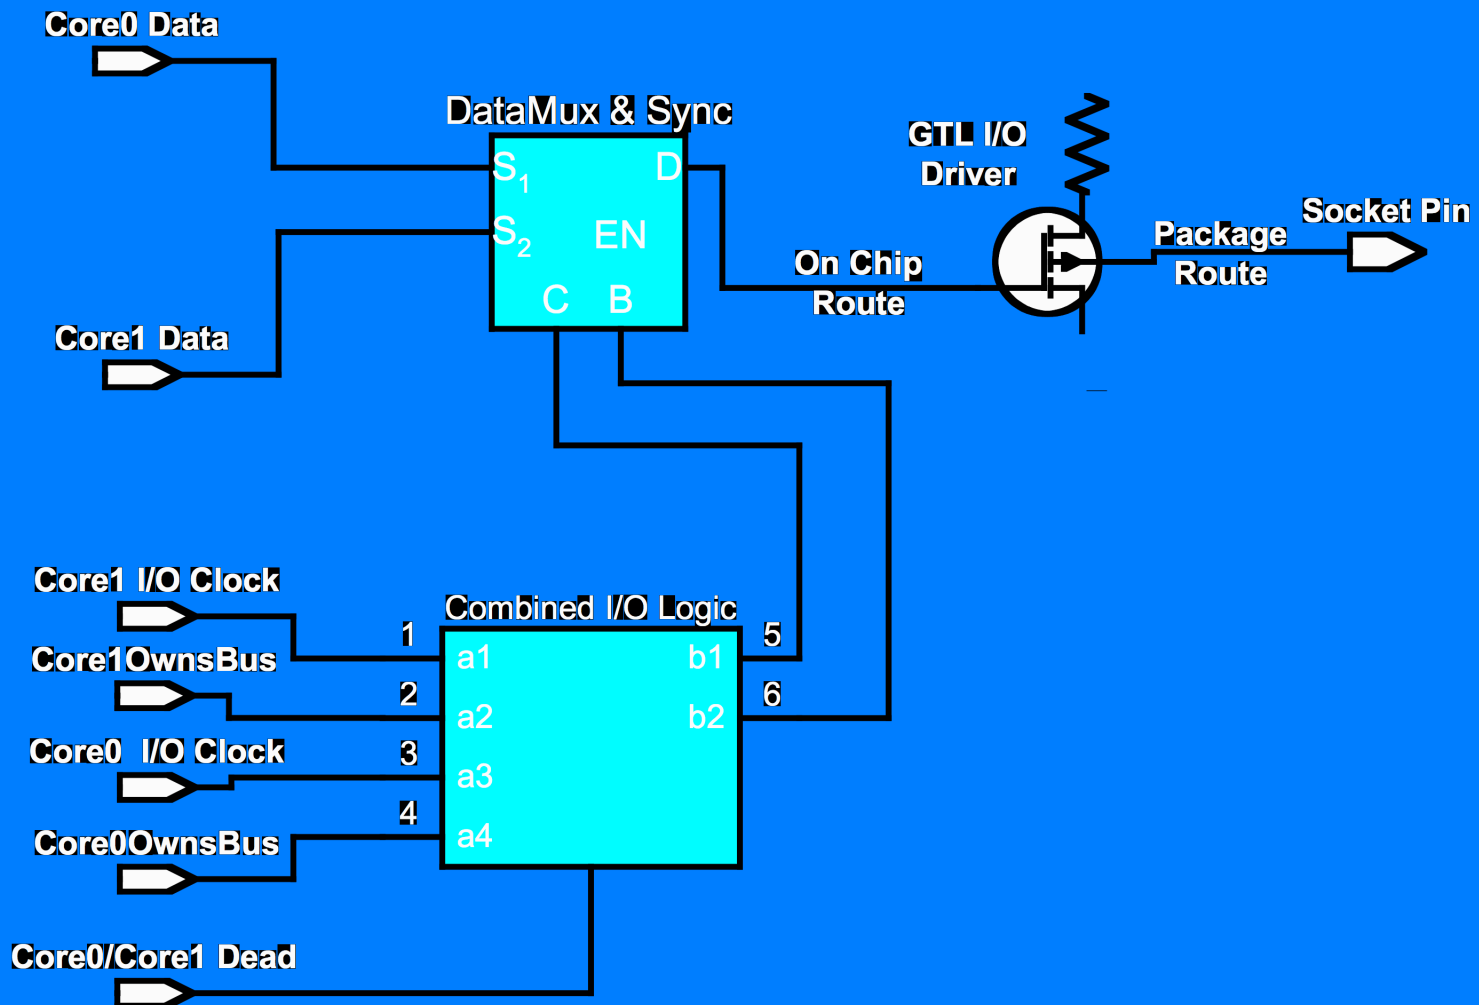 Core0 Data
DataMux & Sync
S1
D
S2
EN
C
B
GTL I/O
Driver
Socket Pin
Package
Route
On Chip
Route
Core1 Data
Core1 I/O Clock
Combined I/O Logic
1
a1
b1
5
Core1OwnsBus
2
a2
b2
6
Core0 I/O Clock
3
a3
4
a4
Core0OwnsBus
Core0/Core1 Dead